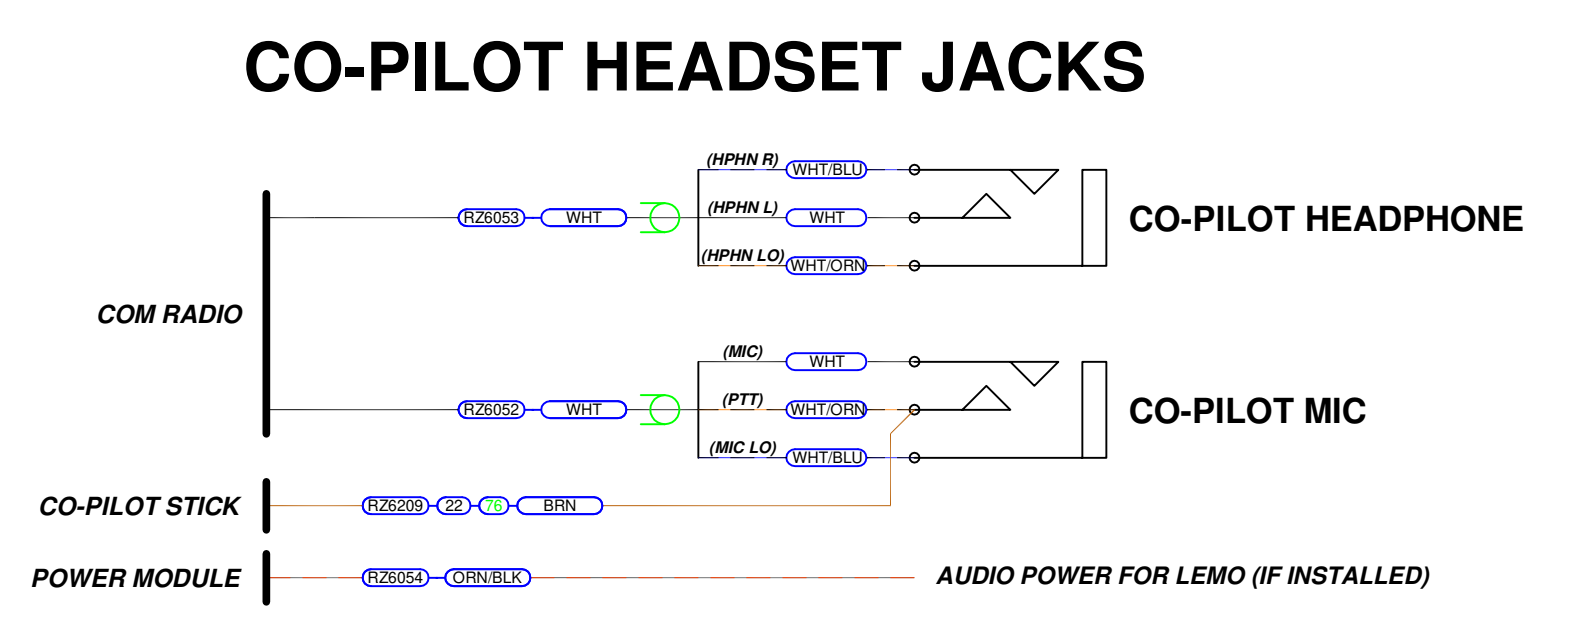 CO-PILOT HEADSET JACKS
(HPHN R) WHT/BLU
RZ6053 WHT (HPHN L) WHT CO-PILOT HEADPHONE
(HPHN LO) WHT/ORN
COM RADIO
(MIC) WHT
RZ6052 WHT (PTT) WHT/ORN CO-PILOT MIC
(MIC LO) WHT/BLU
CO-PILOT STICK RZ6209 22 76 BRN
POWER MODULE RZ6054 ORN/BLK AUDIO POWER FOR LEMO (IF INSTALLED)